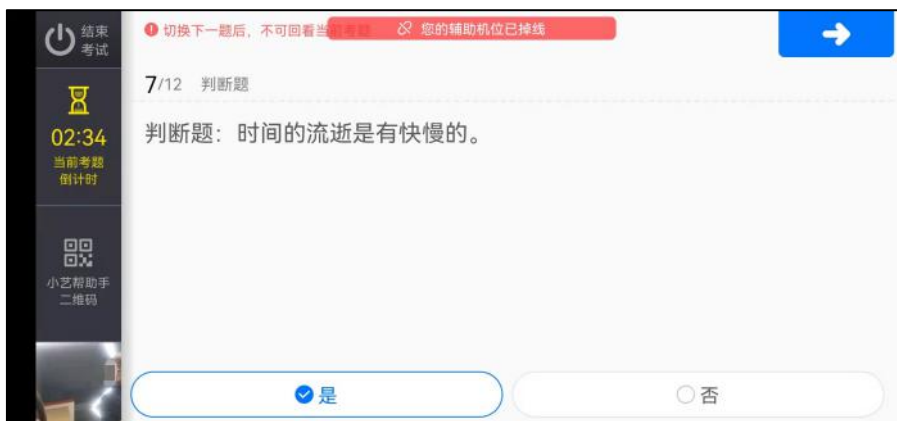 结束
考试
切换下一题后，不可回看当前考题
您的辅助机位已掉线
7/12 判断题
02:34
当前考题
倒计时
判断题：时间的流逝是有快慢的。
小艺帮助手
二维码
是
否